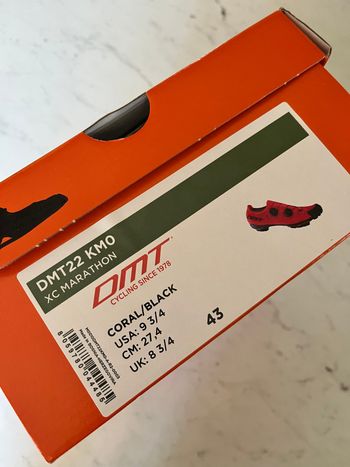 DMT22 KM0
XC MARATHON
DMT
CYCLING SINCE 1978
CORAL/BLACK
USA: 9 3/4
CM: 27,4
UK: 8 3/4
43
8059780044485